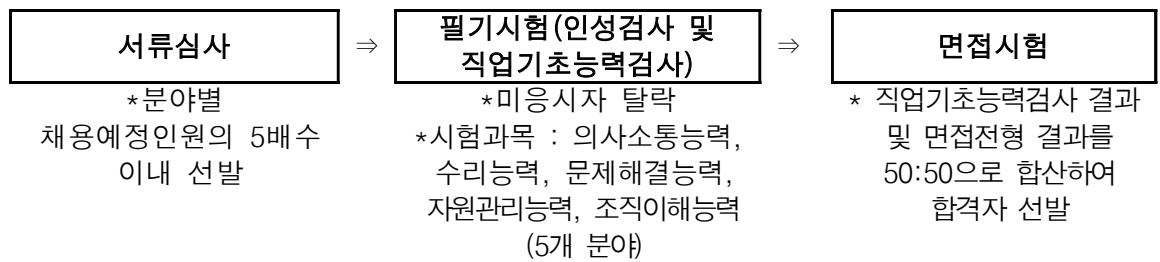 서류심사
⇒
필기시험(인성검사 및
직업기초능력검사)
⇒
면접시험
*분야별
채용예정인원의 5배수
이내 선발
*미응시자 탈락
*시험과목 : 의사소통능력,
수리능력, 문제해결능력,
자원관리능력, 조직이해능력
(5개 분야)
* 직업기초능력검사 결과
및 면접전형 결과를
50:50으로 합산하여
합격자 선발